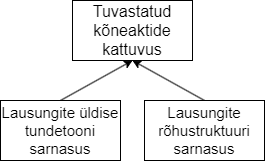 Tuvastatud
kõneaktide
kattuvus
Lausungite üldise
tundetooni
sarnasus
Lausungite
rõhustruktuuri
sarnasus